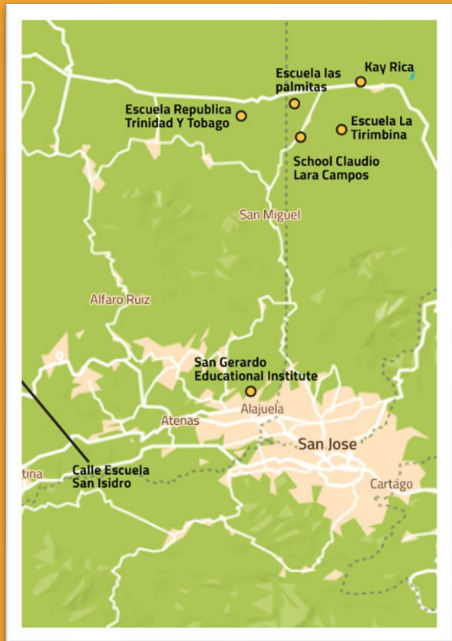 Kay Rica
Escuela las
palmitas
Escuela Republica
Trinidad Y Tobago
Escuela La
Tirimbina
School Claudio
Lara Campos
San Miguel
Alfaro Ruiz
San Gerardo
Educational Institute
Alajuela
Atenas
San Jose
Calle Escuela
San Isidro
tina
Cartago